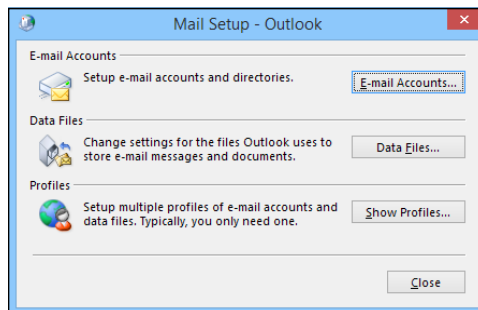 Mail Setup - Outlook
E-mail Accounts
Setup e-mail accounts and directories.
E-mail Accounts...
Data Files
Change settings for the files Outlook uses to
store e-mail messages and documents.
Data Files...
Profiles
Setup multiple profiles of e-mail accounts and
data files. Typically, you only need one.
Show Profiles...
Close